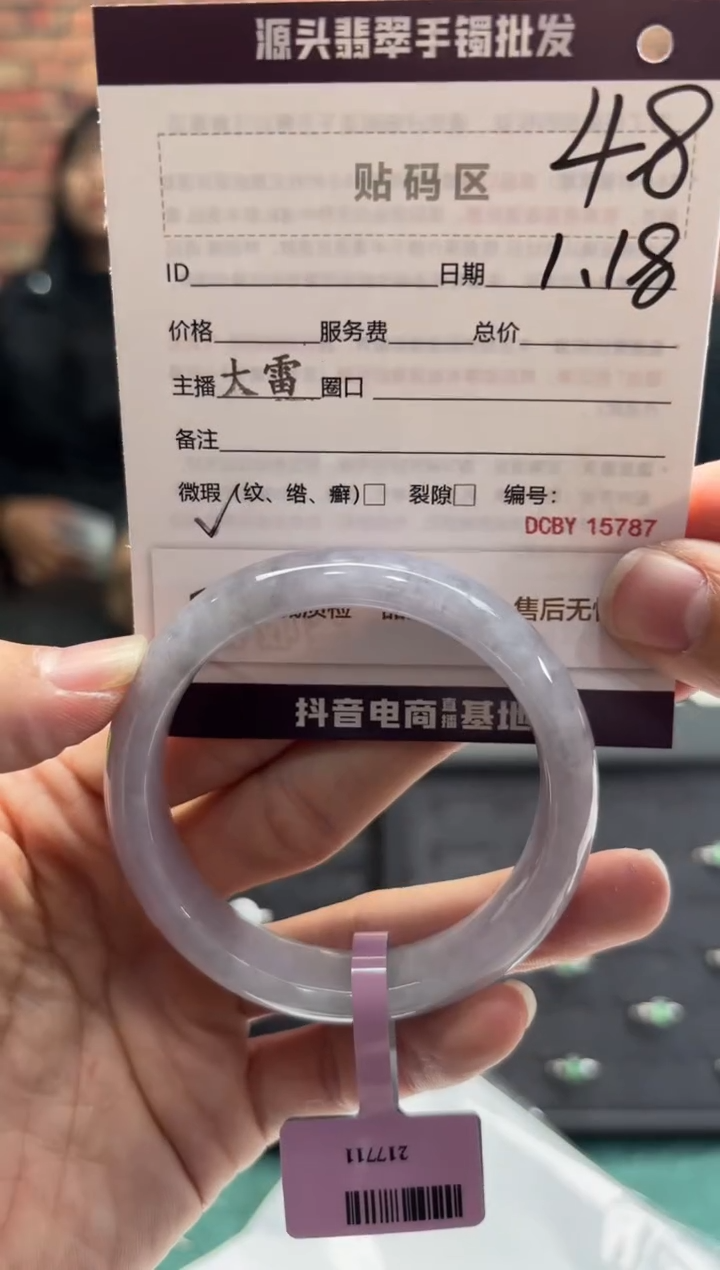 源头翡翠手镯批发
48
贴码区
ID 日期 1.18
价格 服务费 总价
主播 大雷 圈口
备注
微瑕 (纹、绺、癣)□ 裂隙□ 编号:
✓
DCBY 15787
质检 售后无
抖音电商直播基地
217711